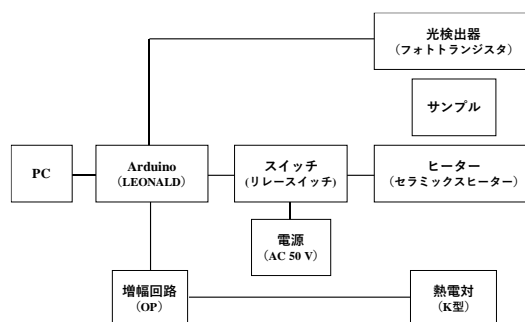 光検出器
（フォトトランジスタ）
サンプル
PC
Arduino
（LEONALD）
スイッチ
(リレースイッチ)
ヒーター
（セラミックスヒーター）
電源
（AC 50 V）
増幅回路
（OP）
熱電対
（K型）